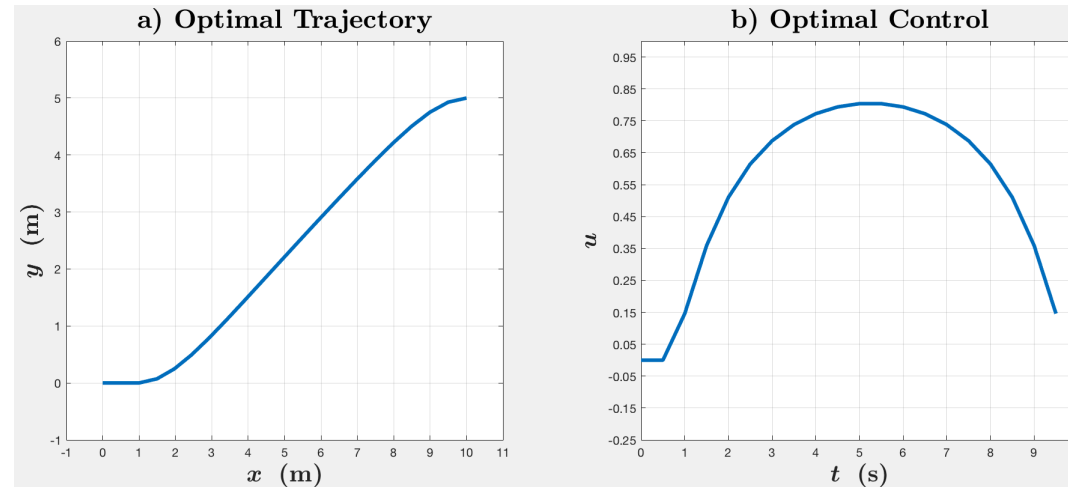 a) Optimal Trajectory
6
5
4
3
2
1
0
-1
-1 0 1 2 3 4 5 6 7 8 9 10 11
y (m)
x (m)
b) Optimal Control
0.95
0.85
0.75
0.65
0.55
0.45
0.35
0.25
0.15
0.05
-0.05
-0.15
-0.25
0 1 2 3 4 5 6 7 8 9
u
t (s)